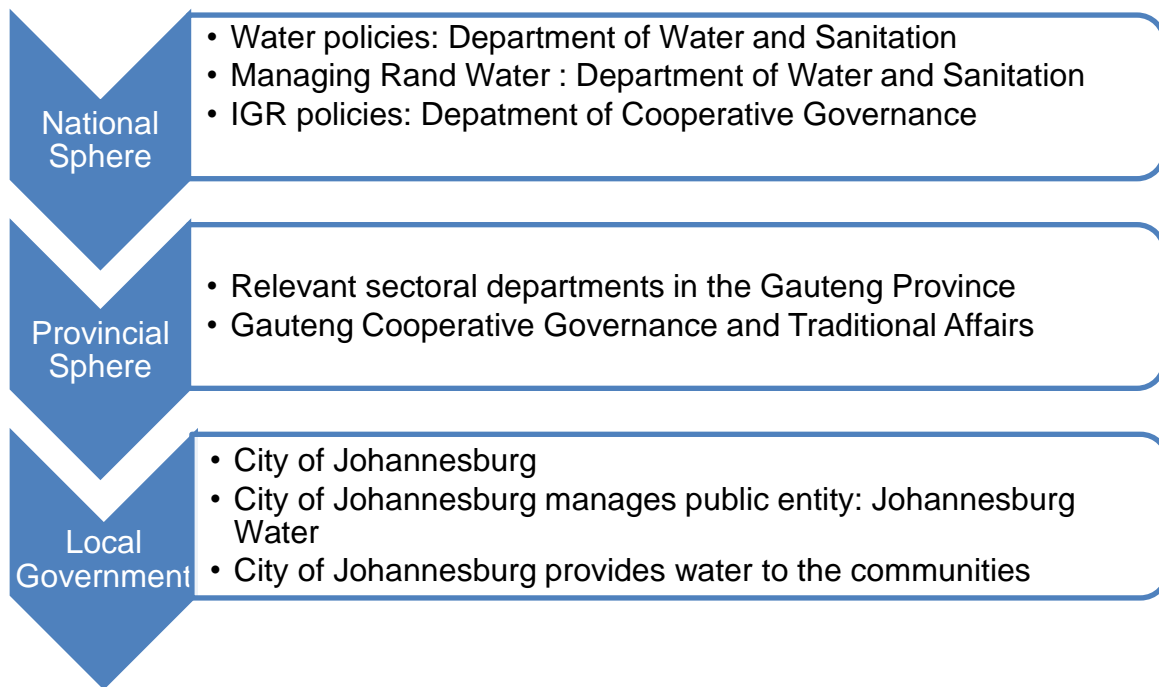 National
Sphere
• Water policies: Department of Water and Sanitation
• Managing Rand Water : Department of Water and Sanitation
• IGR policies: Depatment of Cooperative Governance
Provincial
Sphere
• Relevant sectoral departments in the Gauteng Province
• Gauteng Cooperative Governance and Traditional Affairs
Local
Government
• City of Johannesburg
• City of Johannesburg manages public entity: Johannesburg
Water
• City of Johannesburg provides water to the communities